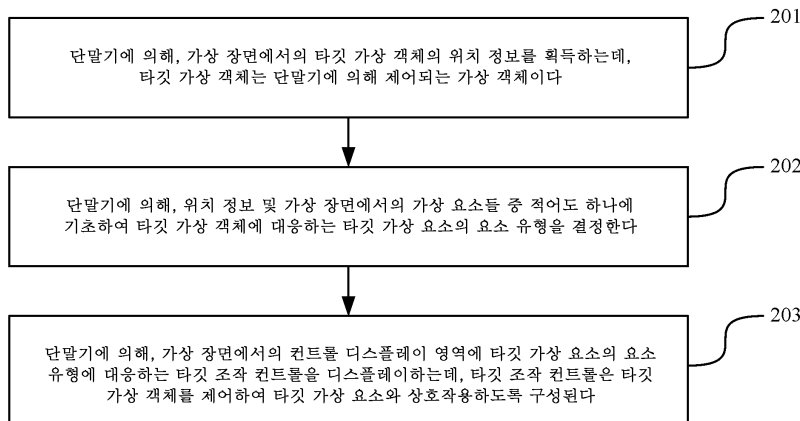 201
단말기에 의해, 가상 장면에서의 타깃 가상 객체의 위치 정보를 획득하는데,
타깃 가상 객체는 단말기에 의해 제어되는 가상 객체이다
202
단말기에 의해, 위치 정보 및 가상 장면에서의 가상 요소들 중 적어도 하나에
기초하여 타깃 가상 객체에 대응하는 타깃 가상 요소의 요소 유형을 결정한다
203
단말기에 의해, 가상 장면에서의 컨트롤 디스플레이 영역에 타깃 가상 요소의 요소
유형에 대응하는 타깃 조작 컨트롤을 디스플레이하는데, 타깃 조작 컨트롤은 타깃
가상 객체를 제어하여 타깃 가상 요소와 상호작용하도록 구성된다